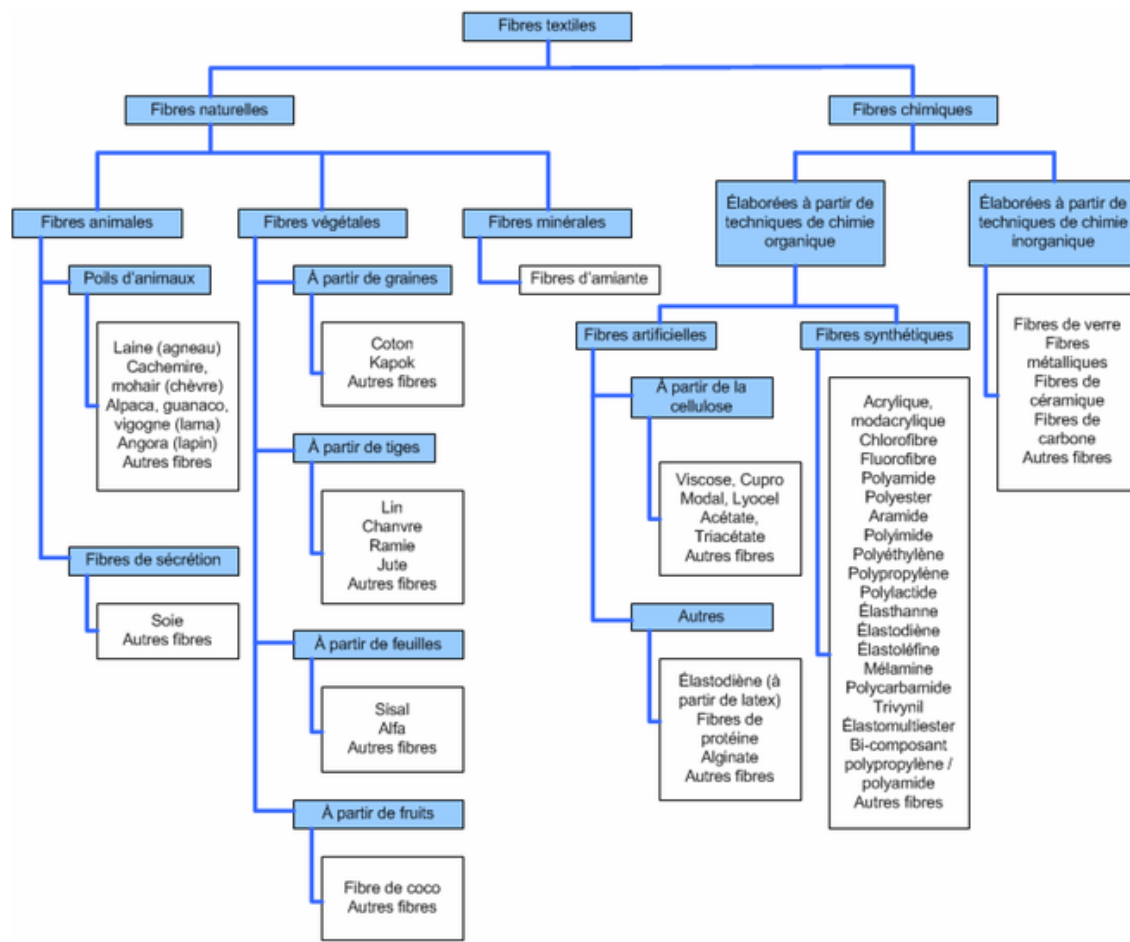 Fibres textiles
Fibres naturelles
Fibres chimiques
Fibres animales
Fibres végétales
Fibres minérales
Élaborées à partir de
techniques de chimie
organique
Élaborées à partir de
techniques de chimie
inorganique
Poils d'animaux
Laine (agneau)
Cachemire,
mohair (chèvre)
Alpaca, guanaco,
vigogne (lama)
Angora (lapin)
Autres fibres
Fibres de sécrétion
Soie
Autres fibres
À partir de graines
Coton
Kapok
Autres fibres
À partir de tiges
Lin
Chanvre
Ramie
Jute
Autres fibres
À partir de feuilles
Sisal
Alfa
Autres fibres
À partir de fruits
Fibre de coco
Autres fibres
Fibres d'amiante
Fibres artificielles
À partir de la
cellulose
Viscose, Cupro
Modal, Lyocel
Acétate,
Triacétate
Autres fibres
Autres
Élastodiène (à
partir de latex)
Fibres de
protéine
Alginate
Autres fibres
Fibres synthétiques
Acrylique,
modacrylique
Chlorofibre
Fluorofibre
Polyamide
Polyester
Aramide
Polyimide
Polyéthylène
Polypropylène
Polylactide
Élasthanne
Élastodiène
Élastoléfine
Mélamine
Polycarbamide
Trivynil
Élastomultiester
Bi-composant
polypropylène /
polyamide
Autres fibres
Fibres de verre
Fibres
métalliques
Fibres de
céramique
Fibres de
carbone
Autres fibres